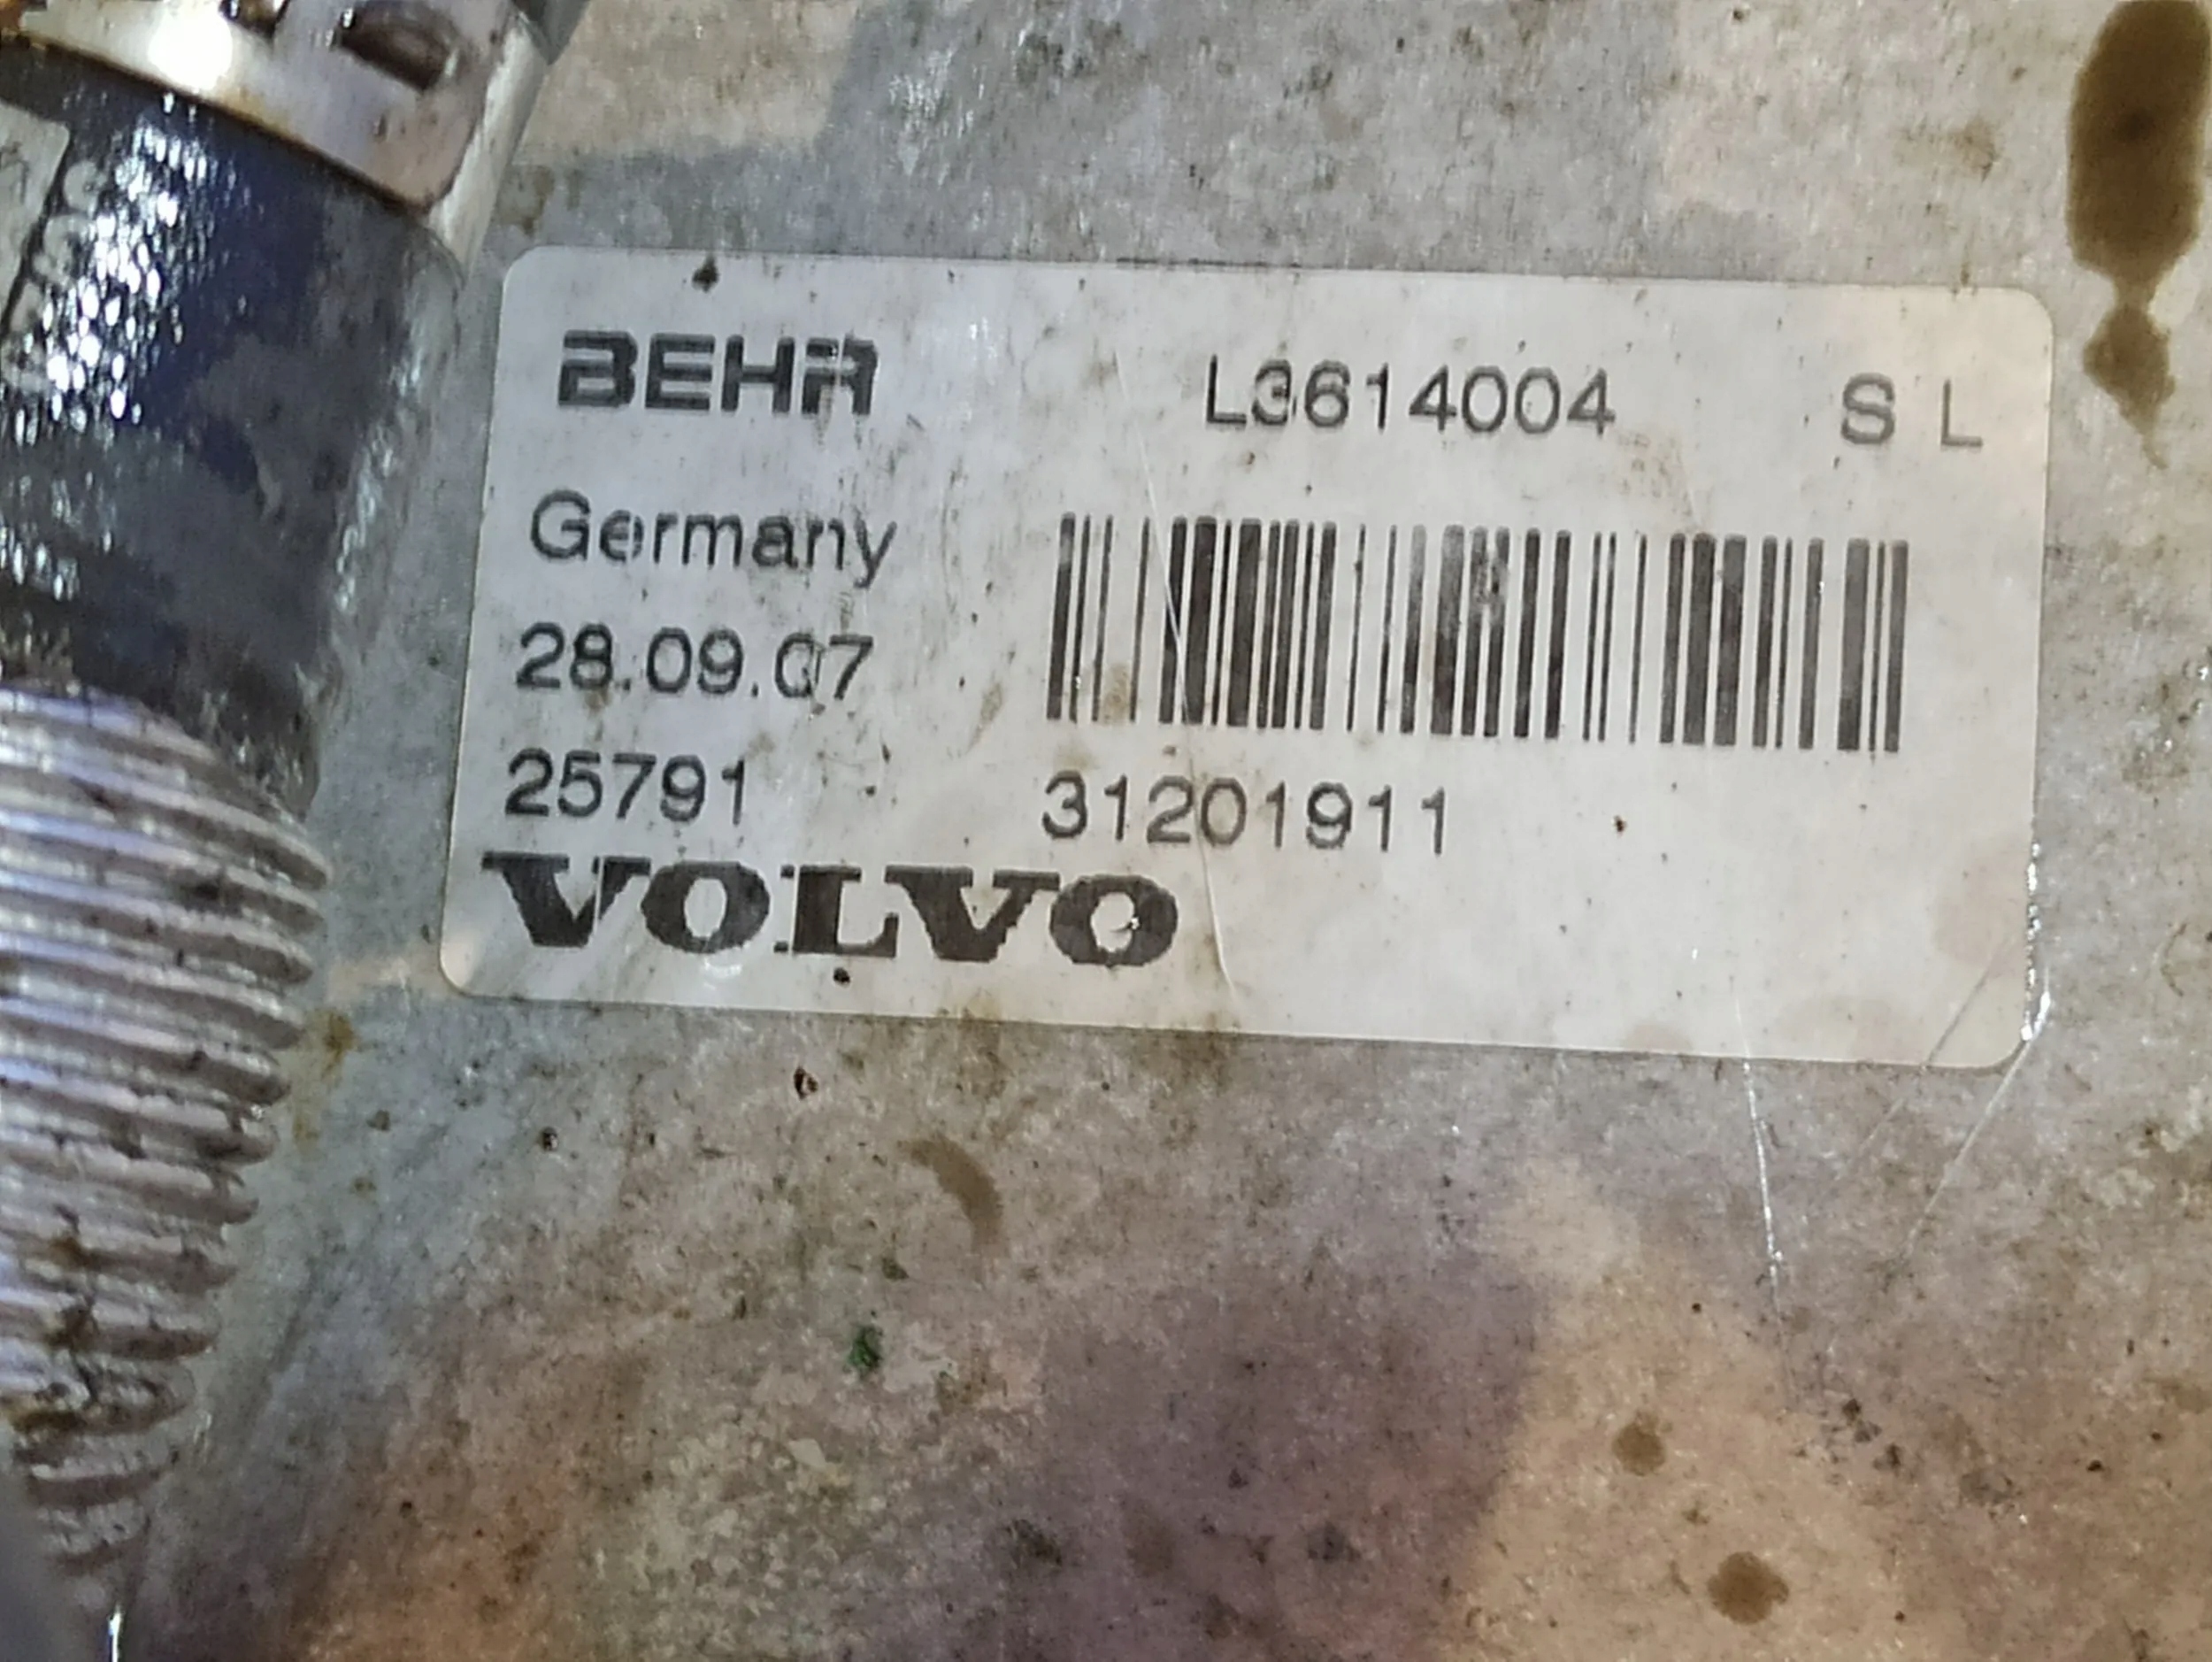 BEHR L3614004 S L
Germany
28.09.07
25791 31201911
VOLVO